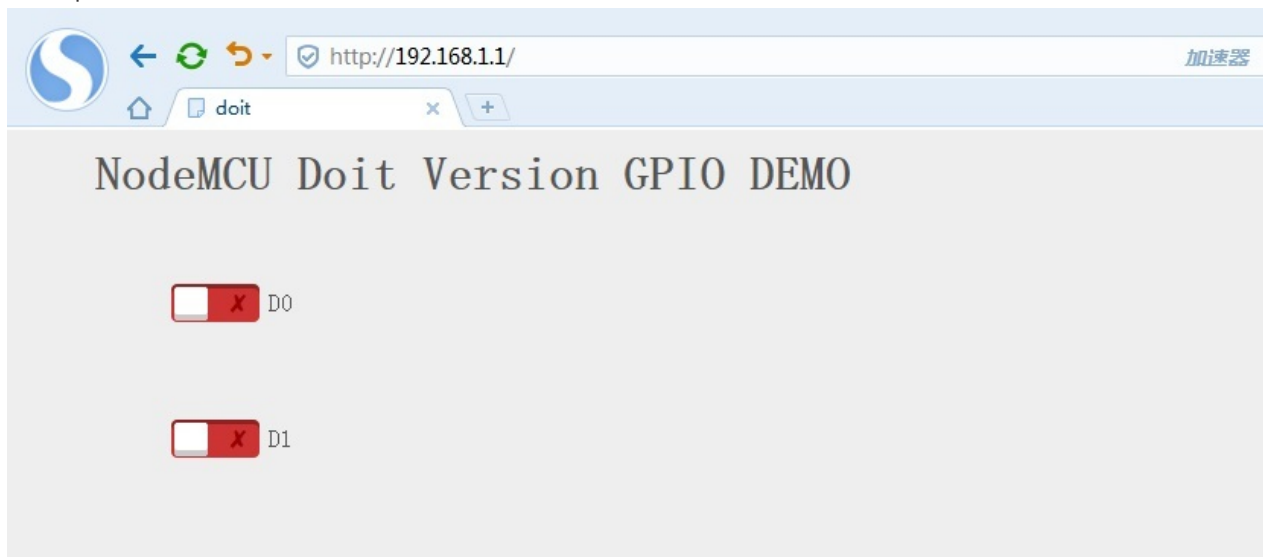 http://192.168.1.1/
加速器
doit
NodeMCU Doit Version GPIO DEMO
D0
D1